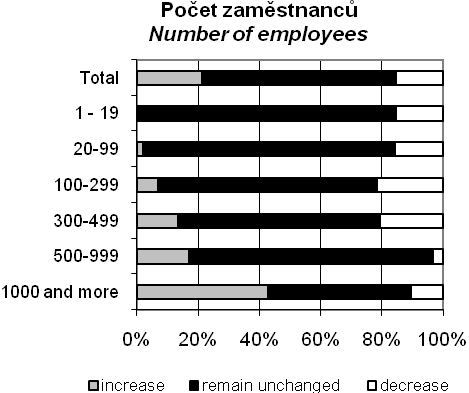 Počet zaměstnanců
Number of employees
Total
1 - 19
20-99
100-299
300-499
500-999
1000 and more
0% 20% 40% 60% 80% 100%
increase remain unchanged decrease